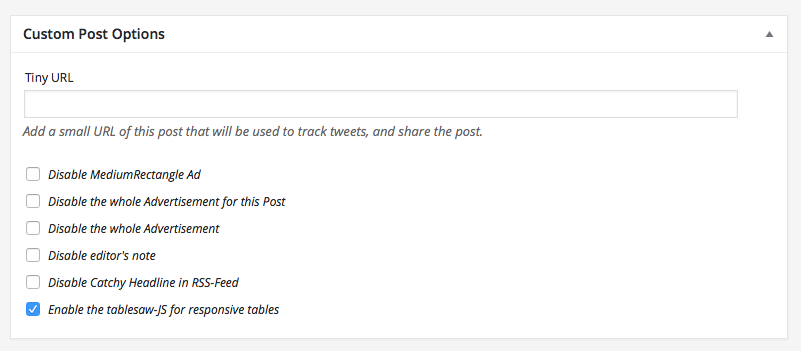 Custom Post Options
Tiny URL
Add a small URL of this post that will be used to track tweets, and share the post.
Disable MediumRectangle Ad
Disable the whole Advertisement for this Post
Disable the whole Advertisement
Disable editor's note
Disable Catchy Headline in RSS-Feed
Enable the tablesaw-JS for responsive tables